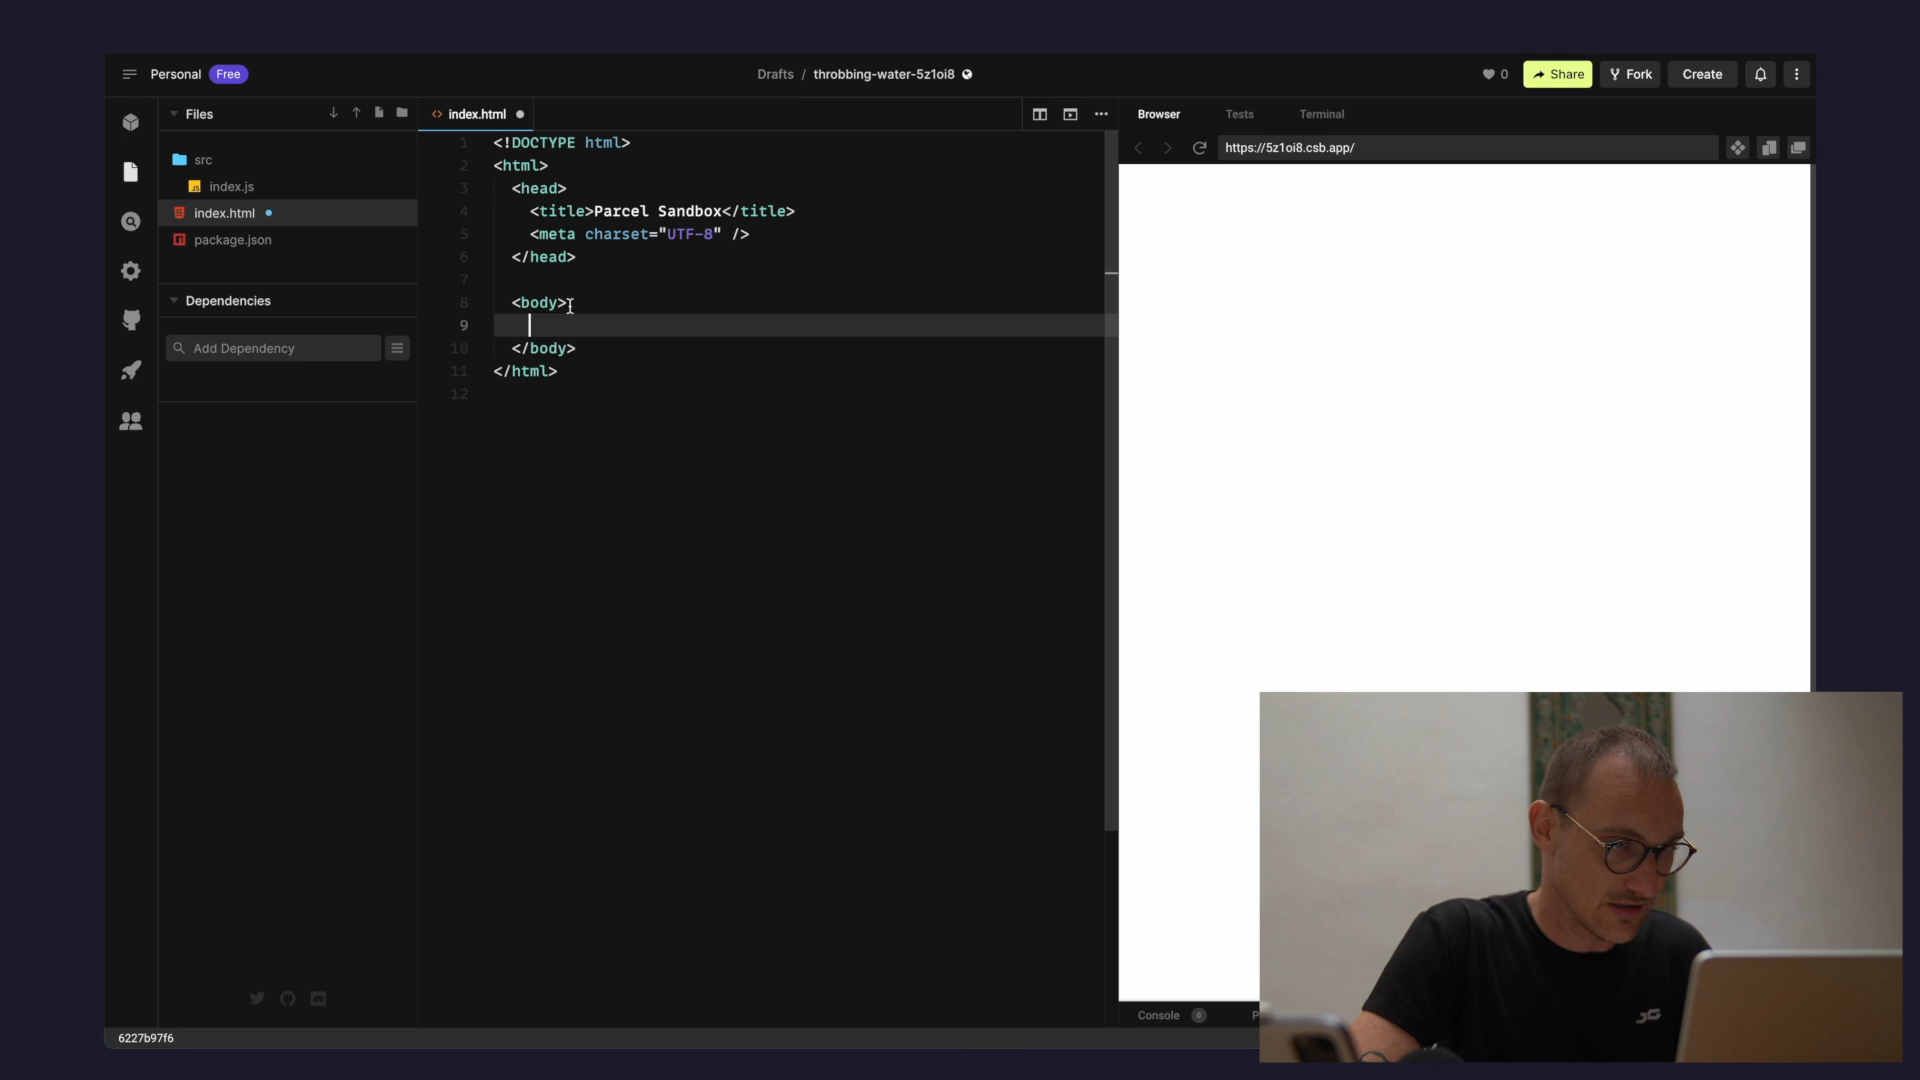 Personal Free
Drafts / throbbing-water-5z1oi8
0 Share Fork Create
Files
src
index.js
index.html
package.json
Dependencies
Add Dependency
index.html
1 <!DOCTYPE html>
2 <html>
3 <head>
4 <title>Parcel Sandbox</title>
5 <meta charset="UTF-8" />
6 </head>
7
8 <body>
9
10 </body>
11 </html>
12
Browser Tests Terminal
https://5z1oi8.csb.app/
Console 0
6227b97f6